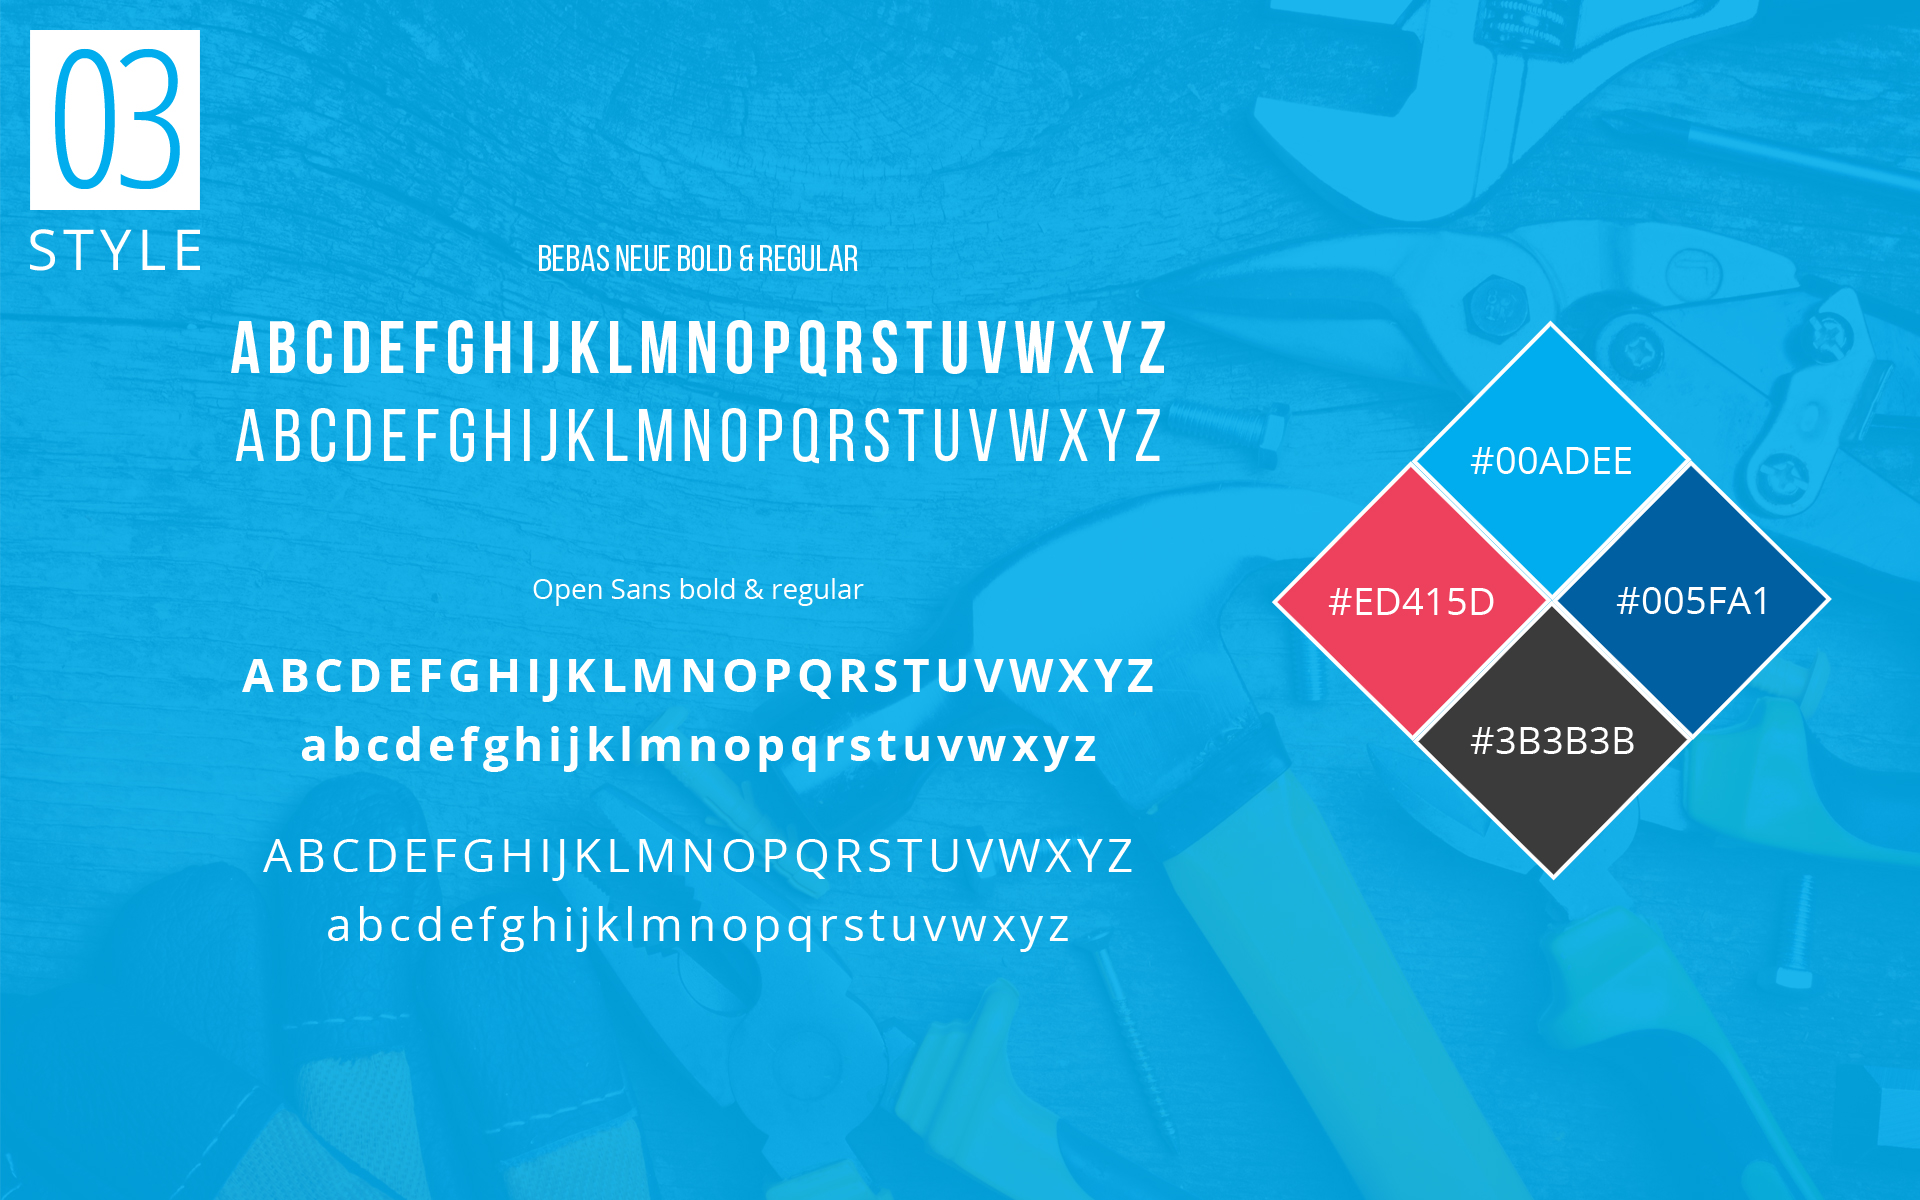 03
STYLE
BEBAS NEUE BOLD & REGULAR
ABCDEFGHIJKLMNOPQRSTUVWXYZ
ABCDEFGHIJKLMNOPQRSTUVWXYZ
Open Sans bold & regular
ABCDEFGHIJKLMNOPQRSTUVWXYZ
abcdefghijklmnopqrstuvwxyz
ABCDEFGHIJKLMNOPQRSTUVWXYZ
abcdefghijklmnopqrstuvwxyz
#00ADEE
#ED415D
#005FA1
#3B3B3B